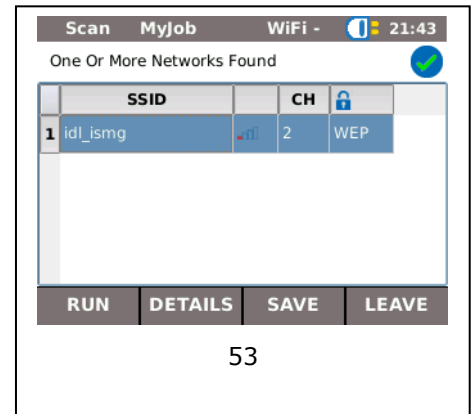 Scan MyJob WiFi - 21:43
One Or More Networks Found
SSID CH
1 idl_ismg 2 WEP
RUN DETAILS SAVE LEAVE
53